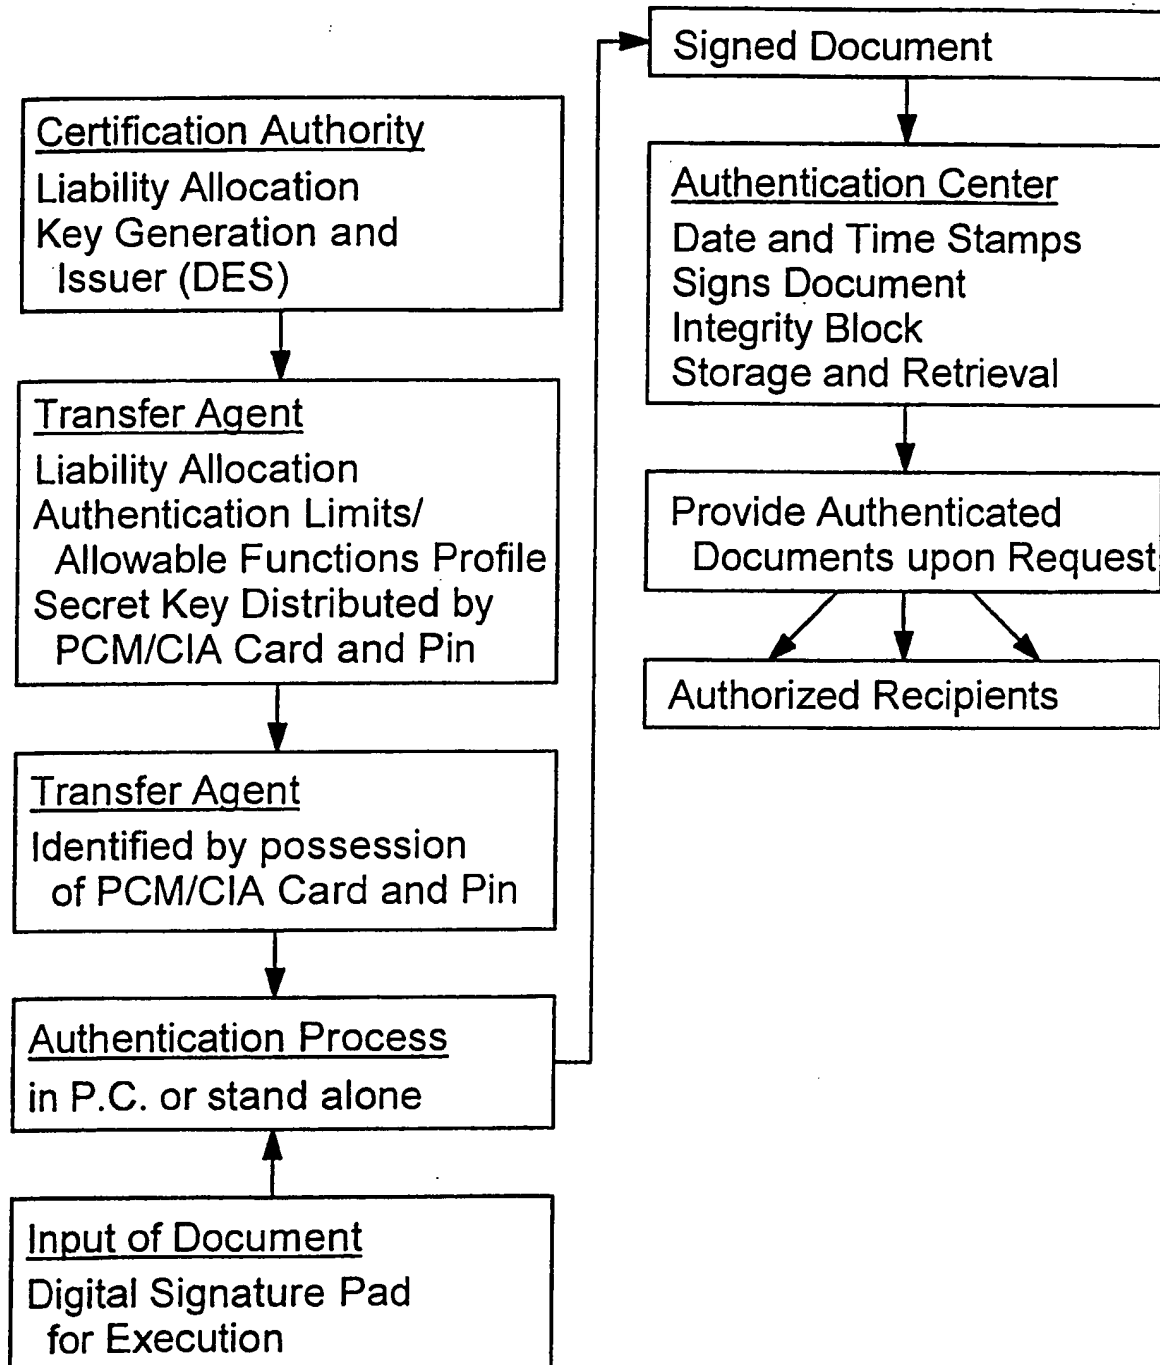 Certification Authority
Liability Allocation
Key Generation and
Issuer (DES)
Transfer Agent
Liability Allocation
Authentication Limits/
Allowable Functions Profile
Secret Key Distributed by
PCM/CIA Card and Pin
Transfer Agent
Identified by possession
of PCM/CIA Card and Pin
Authentication Process
in P.C. or stand alone
Input of Document
Digital Signature Pad
for Execution
Signed Document
Authentication Center
Date and Time Stamps
Signs Document
Integrity Block
Storage and Retrieval
Provide Authenticated
Documents upon Request
Authorized Recipients